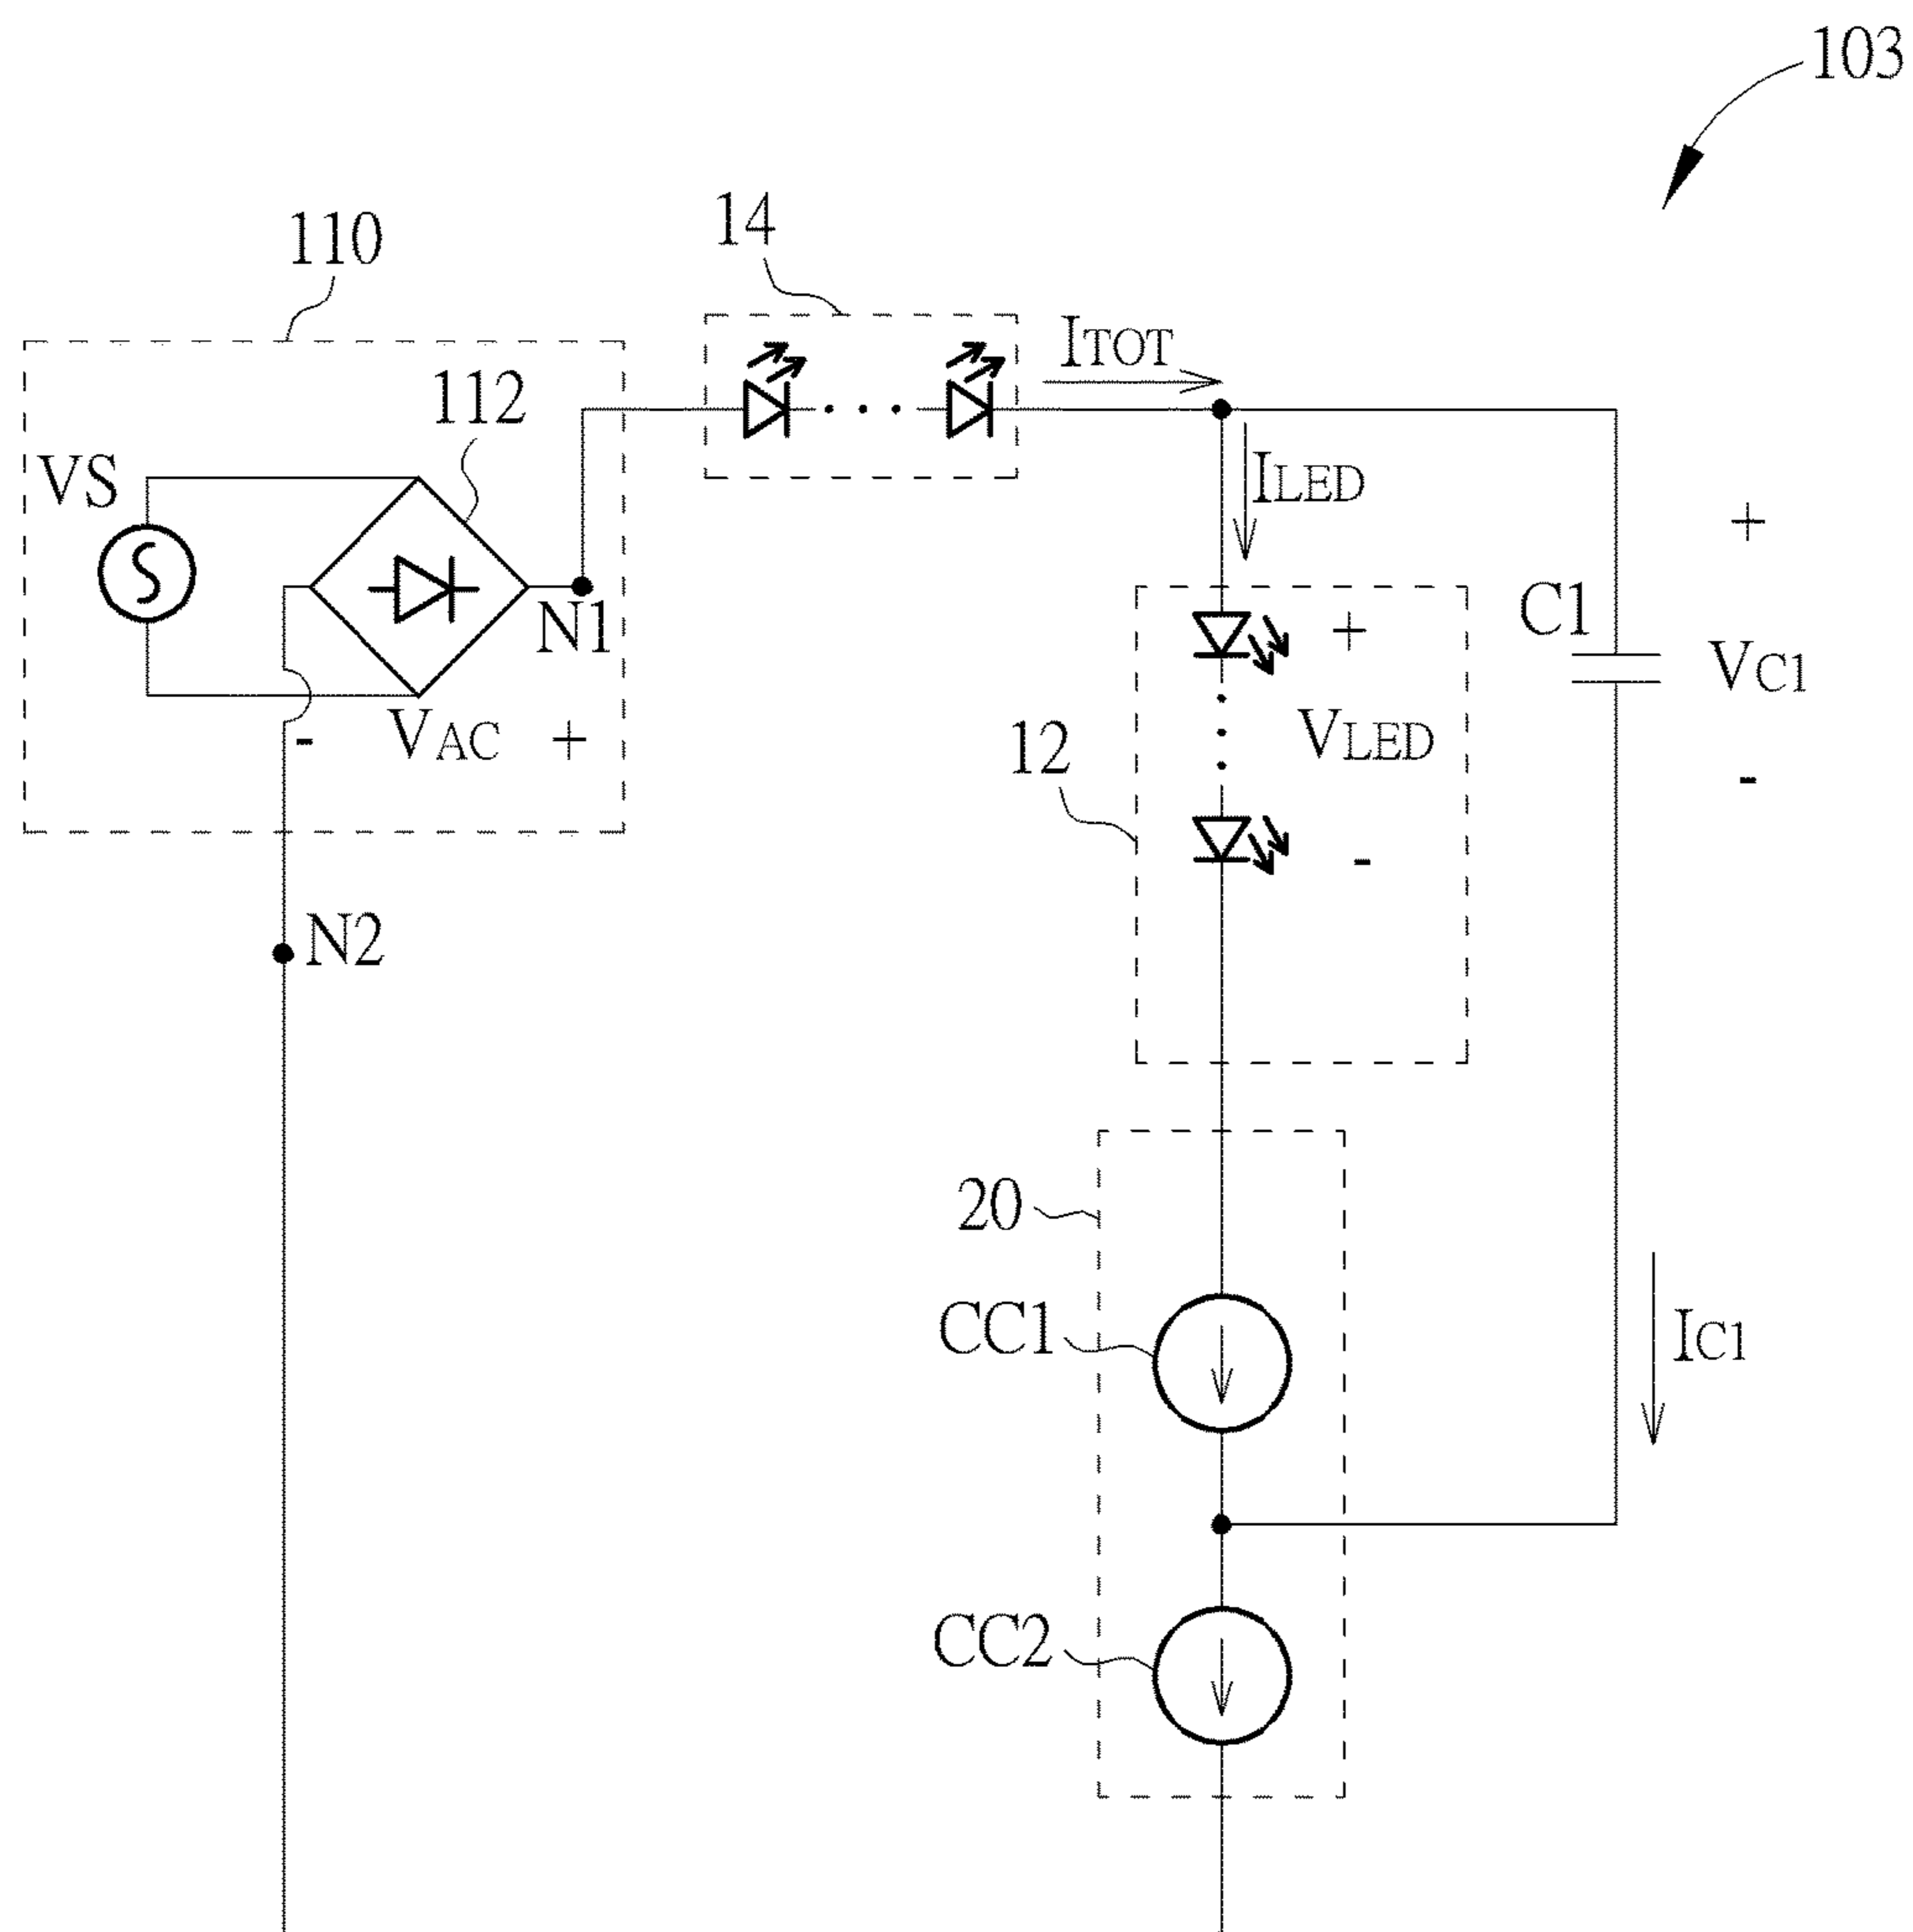 103
14
110
ITOT
112
VS
ILED
+
C1
N1
+
VC1
12
VLED
- VAC +
-
-
N2
20
CC1
IC1
CC2